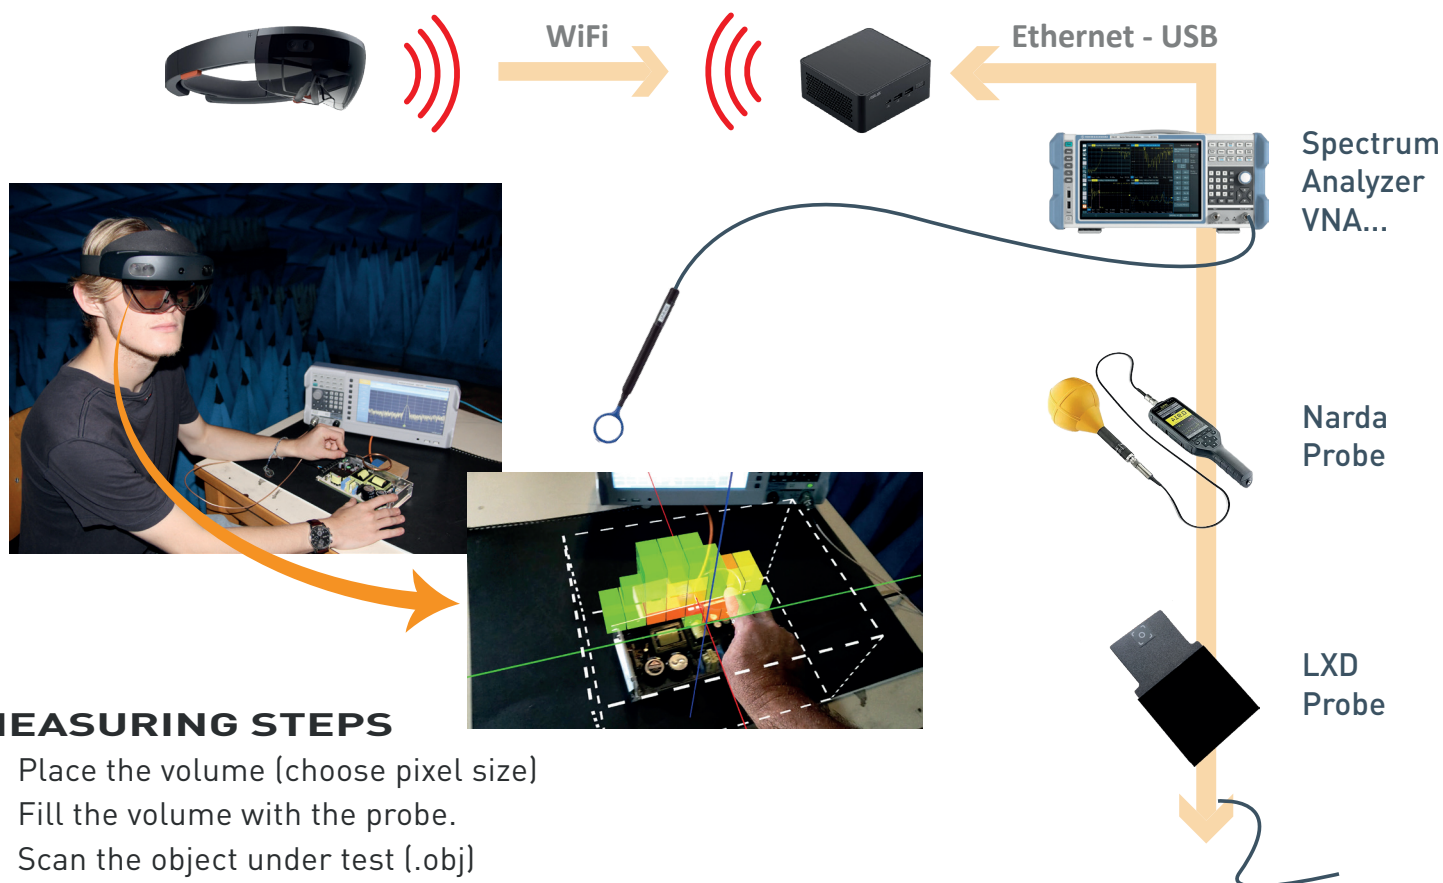 WiFi
Ethernet - USB
Spectrum
Analyzer
VNA...
Narda
Probe
LXD
Probe
MEASURING STEPS
Place the volume (choose pixel size)
Fill the volume with the probe.
Scan the object under test (.obj)